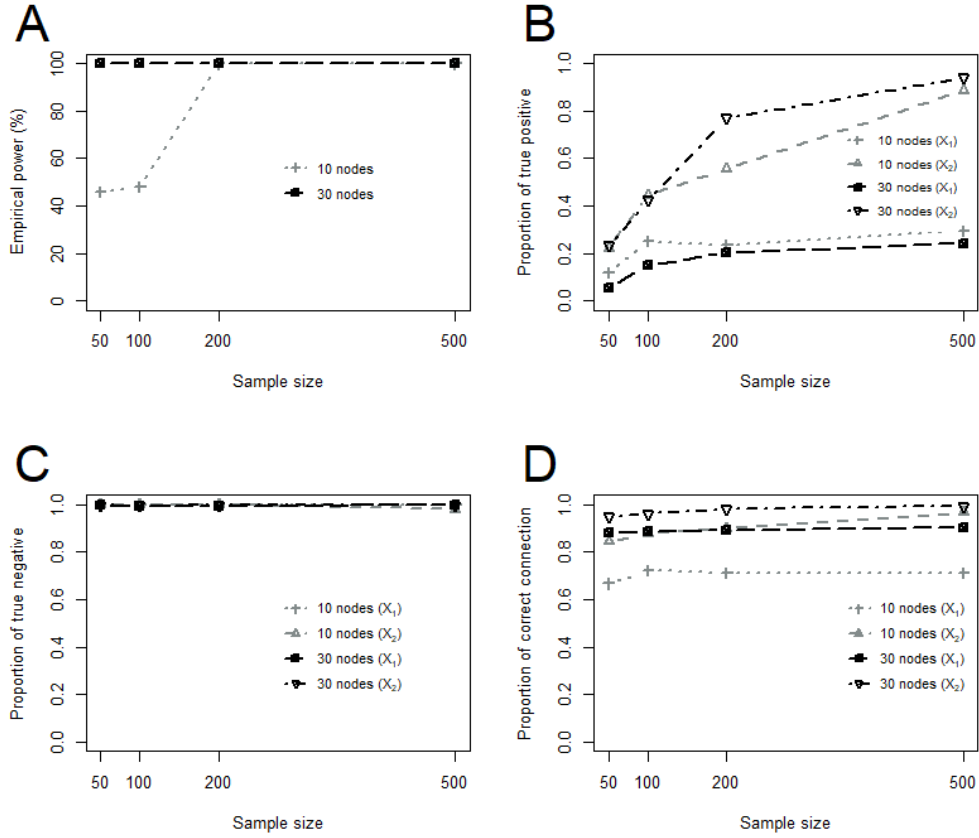 A
Empirical power (%)
100
80
60
40
20
0
10 nodes
30 nodes
50 100 200 500
Sample size
B
Proportion of true positive
1.0
0.8
0.6
0.4
0.2
0.0
10 nodes (X₁)
10 nodes (X₂)
30 nodes (X₁)
30 nodes (X₂)
50 100 200 500
Sample size
C
Proportion of true negative
1.0
0.8
0.6
0.4
0.2
0.0
10 nodes (X₁)
10 nodes (X₂)
30 nodes (X₁)
30 nodes (X₂)
50 100 200 500
Sample size
D
Proportion of correct connection
1.0
0.8
0.6
0.4
0.2
0.0
10 nodes (X₁)
10 nodes (X₂)
30 nodes (X₁)
30 nodes (X₂)
50 100 200 500
Sample size